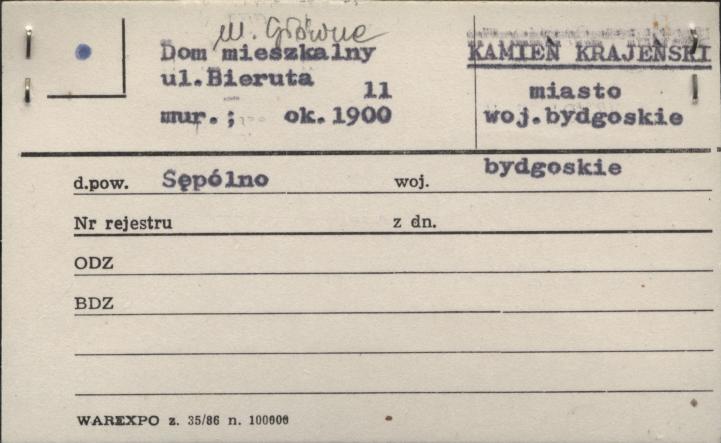 ul. Główne
Dom mieszkalny
ul.Bieruta 11
mur.; ok.1900
KAMIEŃ KRAJEŃSKI
miasto
woj.bydgoskie
d.pow. Sępólno woj. bydgoskie
Nr rejestru z dn.
ODZ
BDZ
WAREXPO z. 35/86 n. 100000